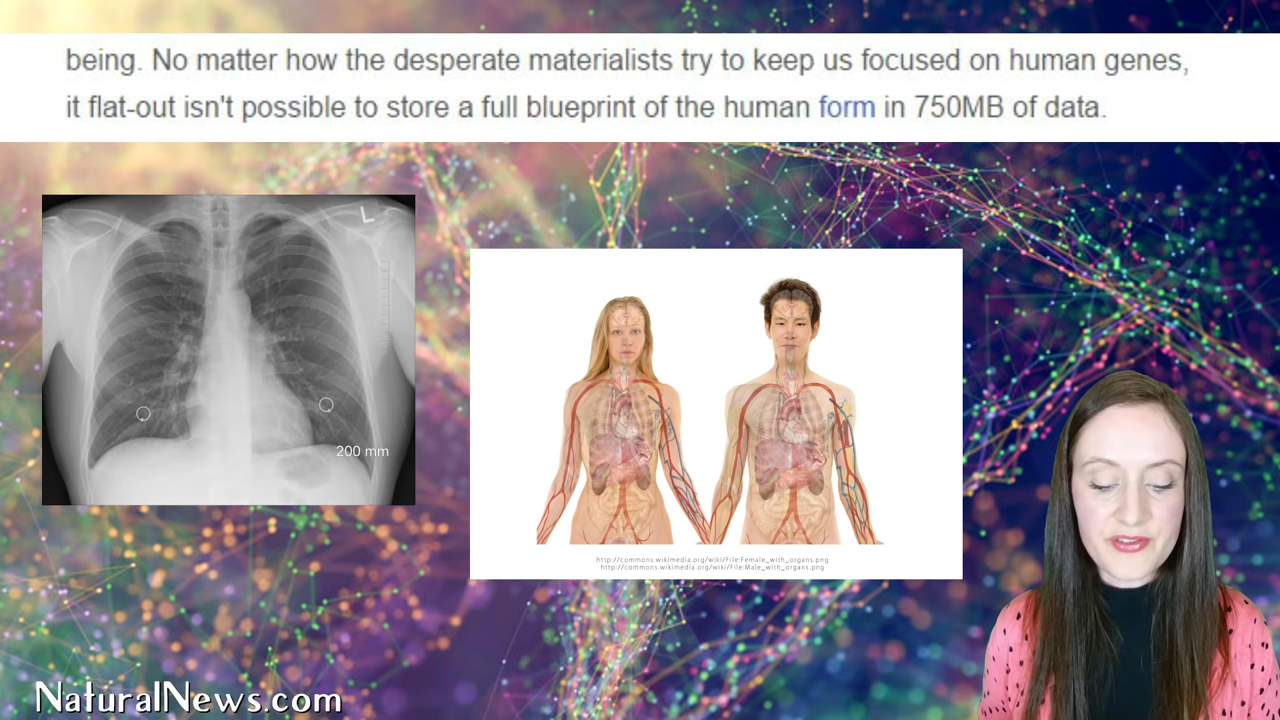 being. No matter how the desperate materialists try to keep us focused on human genes,
it flat-out isn't possible to store a full blueprint of the human form in 750MB of data.
L
200 mm
http://commons.wikimedia.org/wiki/File:Female_with_organs.png
http://commons.wikimedia.org/wiki/File:Male_with_organs.png
NaturalNews.com